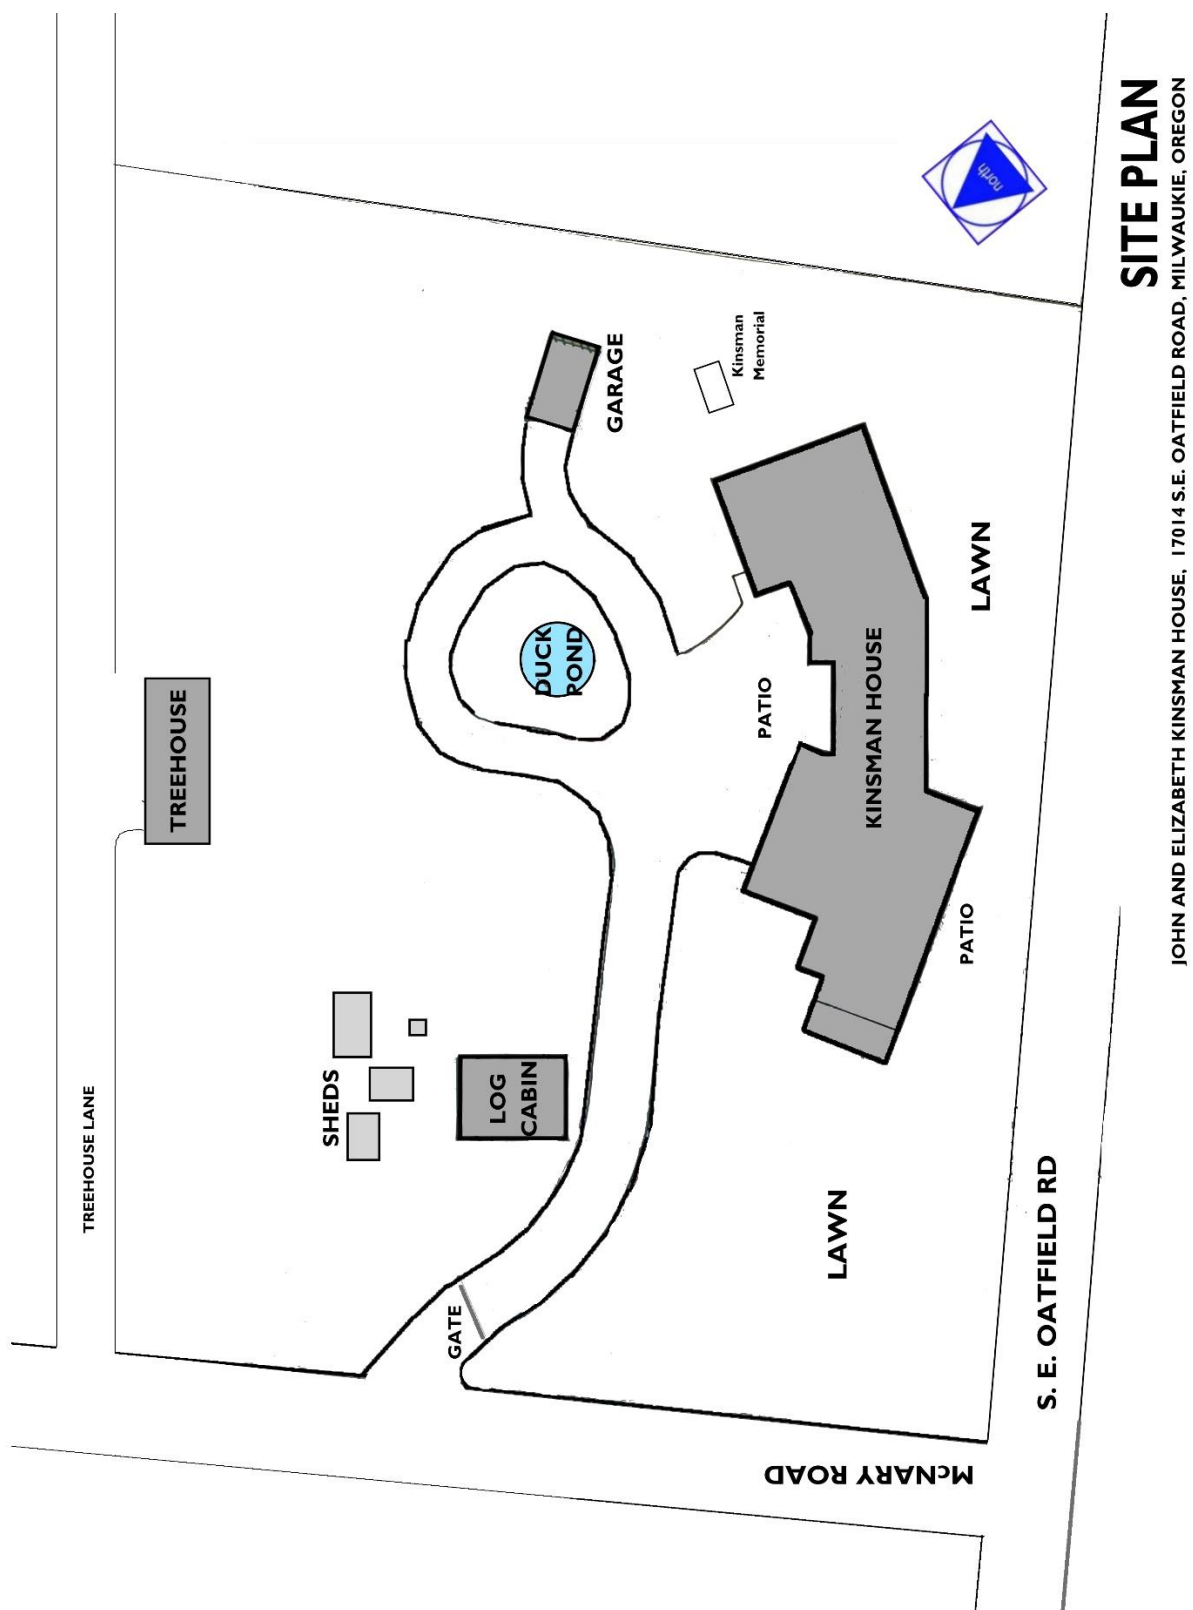 SITE PLAN
JOHN AND ELIZABETH KINSMAN HOUSE, 17014 S.E. OATFIELD ROAD, MILWAUKIE, OREGON
north
Kinsman
Memorial
GARAGE
LAWN
DUCK
POND
PATIO
KINSMAN HOUSE
TREEHOUSE
PATIO
SHEDS
LOG
CABIN
TREEHOUSE LANE
LAWN
S. E. OATFIELD RD
GATE
McNARY ROAD